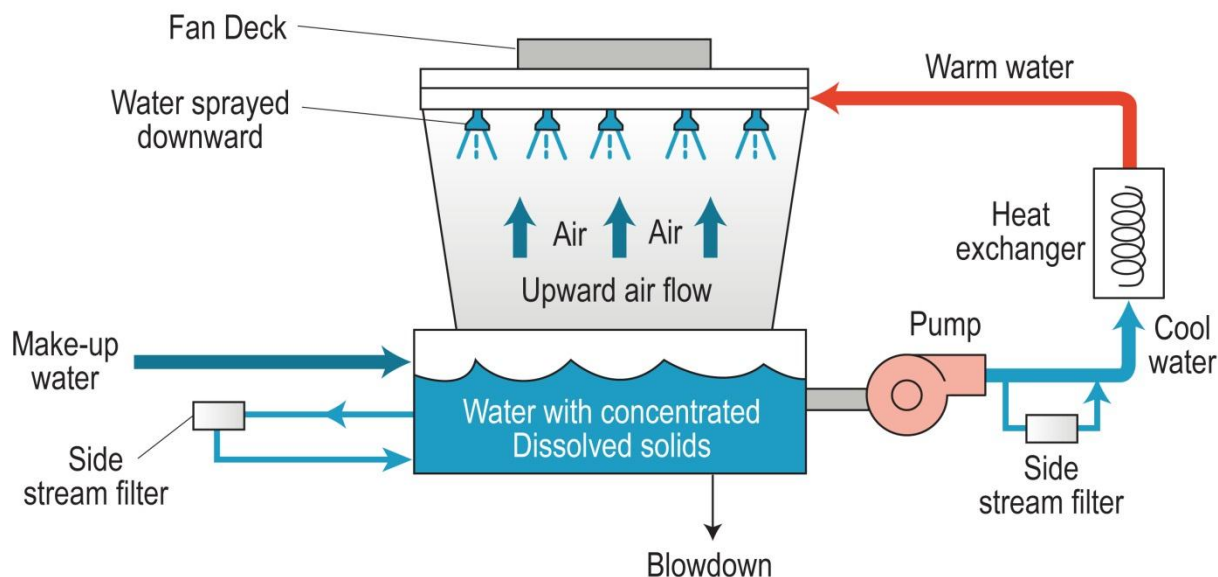 Fan Deck
Water sprayed
downward
Warm water
Air
Air
Upward air flow
Heat
exchanger
Make-up
water
Pump
Cool
water
Water with concentrated
Dissolved solids
Side
stream filter
Side
stream filter
Blowdown